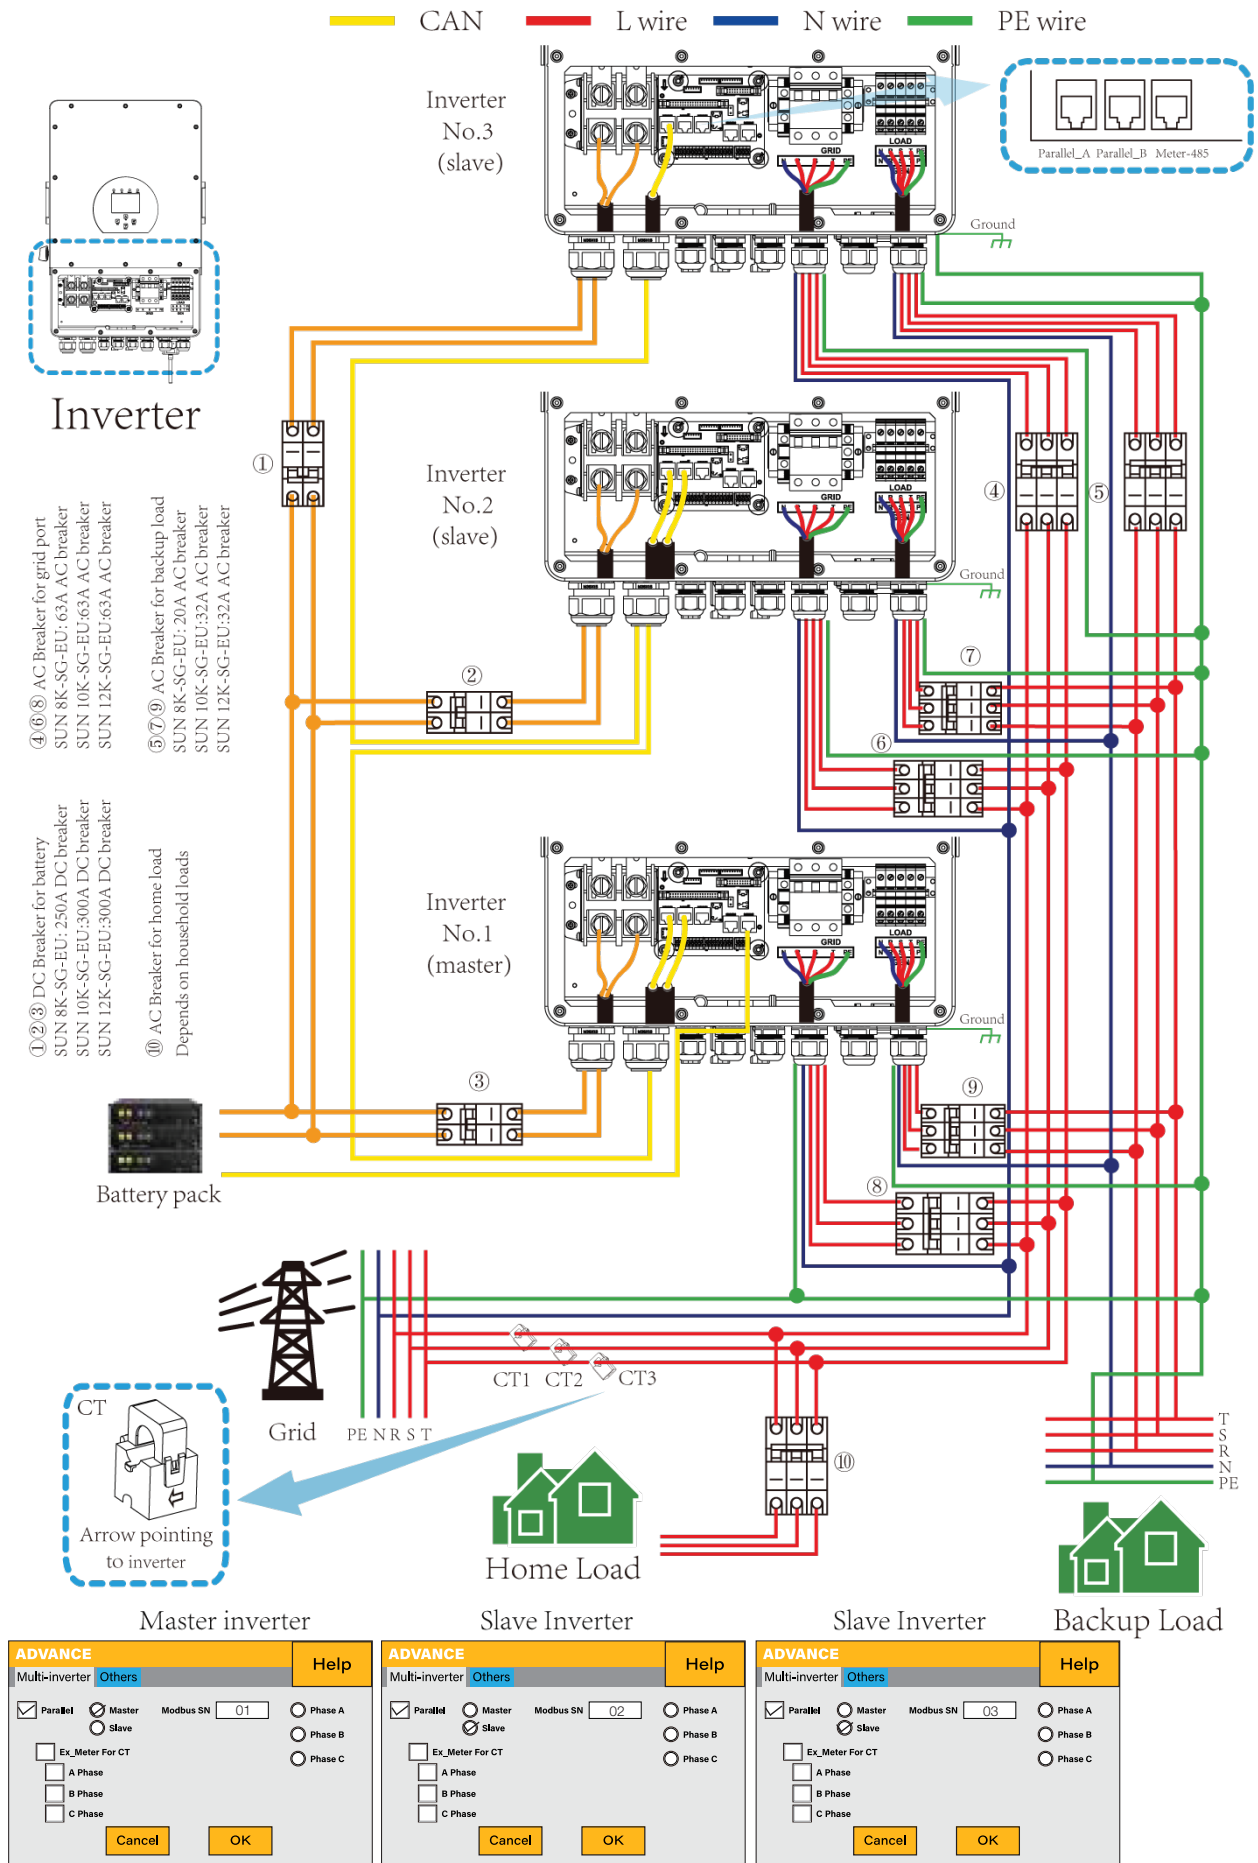 CAN
L wire
N wire
PE wire
Inverter
No.3
(slave)
GRID
LOAD
N R S T PE
Parallel_A Parallel_B Meter-485
Ground
Inverter
①
Inverter
No.2
(slave)
GRID
LOAD
Ground
④
⑤
④⑥⑧ AC Breaker for grid port
SUN 8K-SG-EU: 63A AC breaker
SUN 10K-SG-EU:63A AC breaker
SUN 12K-SG-EU:63A AC breaker
⑤⑦⑨ AC Breaker for backup load
SUN 8K-SG-EU: 20A AC breaker
SUN 10K-SG-EU:32A AC breaker
SUN 12K-SG-EU:32A AC breaker
②
⑦
⑥
①②③ DC Breaker for battery
SUN 8K-SG-EU: 250A DC breaker
SUN 10K-SG-EU:300A DC breaker
SUN 12K-SG-EU:300A DC breaker
⑩ AC Breaker for home load
Depends on household loads
Inverter
No.1
(master)
GRID
LOAD
Ground
③
⑨
⑧
Battery pack
CT1 CT2 CT3
Grid
PE N R S T
CT
Arrow pointing
to inverter
⑩
Home Load
T
S
R
N
PE
Backup Load
Master inverter
ADVANCE
Help
Multi-inverter Others
Parallel Master Modbus SN 01 Phase A
Slave
Phase B
Ex_Meter For CT Phase C
A Phase
B Phase
C Phase
Cancel OK
Slave Inverter
ADVANCE
Help
Multi-inverter Others
Parallel Master Modbus SN 02 Phase A
Slave
Phase B
Ex_Meter For CT Phase C
A Phase
B Phase
C Phase
Cancel OK
Slave Inverter
ADVANCE
Help
Multi-inverter Others
Parallel Master Modbus SN 03 Phase A
Slave
Phase B
Ex_Meter For CT Phase C
A Phase
B Phase
C Phase
Cancel OK